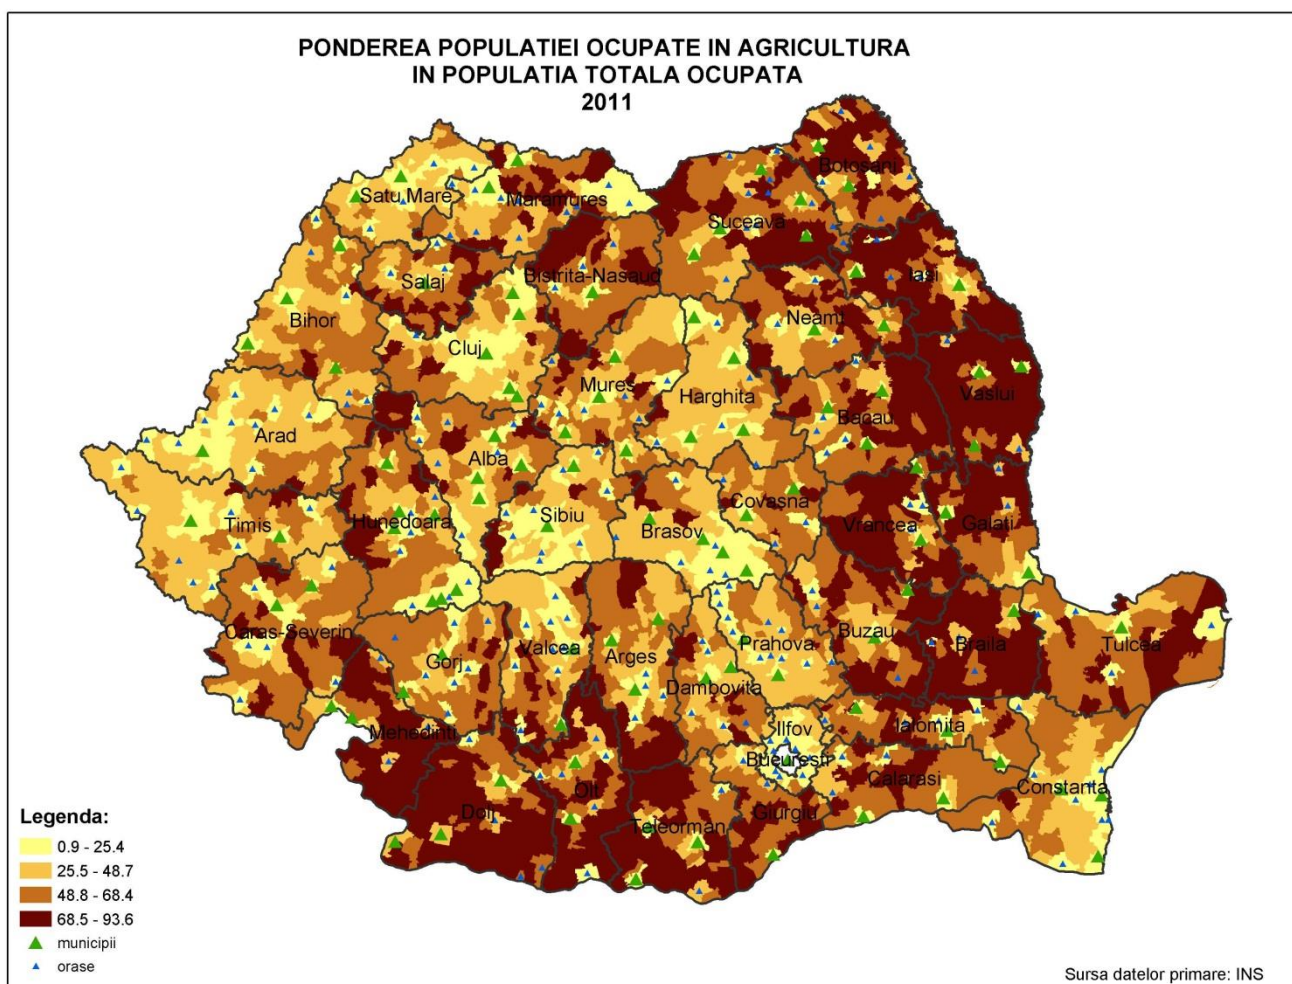 PONDEREA POPULATIEI OCUPATE IN AGRICULTURA
IN POPULATIA TOTALA OCUPATA
2011
Botosani
Satu Mare
Maramures
Suceava
Iasi
Salaj
Bistrita-Nasaud
Bihor
Neamt
Cluj
Mures
Harghita
Vaslui
Bacau
Arad
Alba
Covasna
Timis
Hunedoara
Sibiu
Brasov
Vrancea
Galati
Caras-Severin
Gorj
Valcea
Arges
Prahova
Buzau
Braila
Tulcea
Dambovita
Mehedinti
Ilfov
Ialomita
Bucuresti
Calarasi
Constanta
Dolj
Olt
Teleorman
Giurgiu
Legenda:
0.9 - 25.4
25.5 - 48.7
48.8 - 68.4
68.5 - 93.6
municipii
orase
Sursa datelor primare: INS